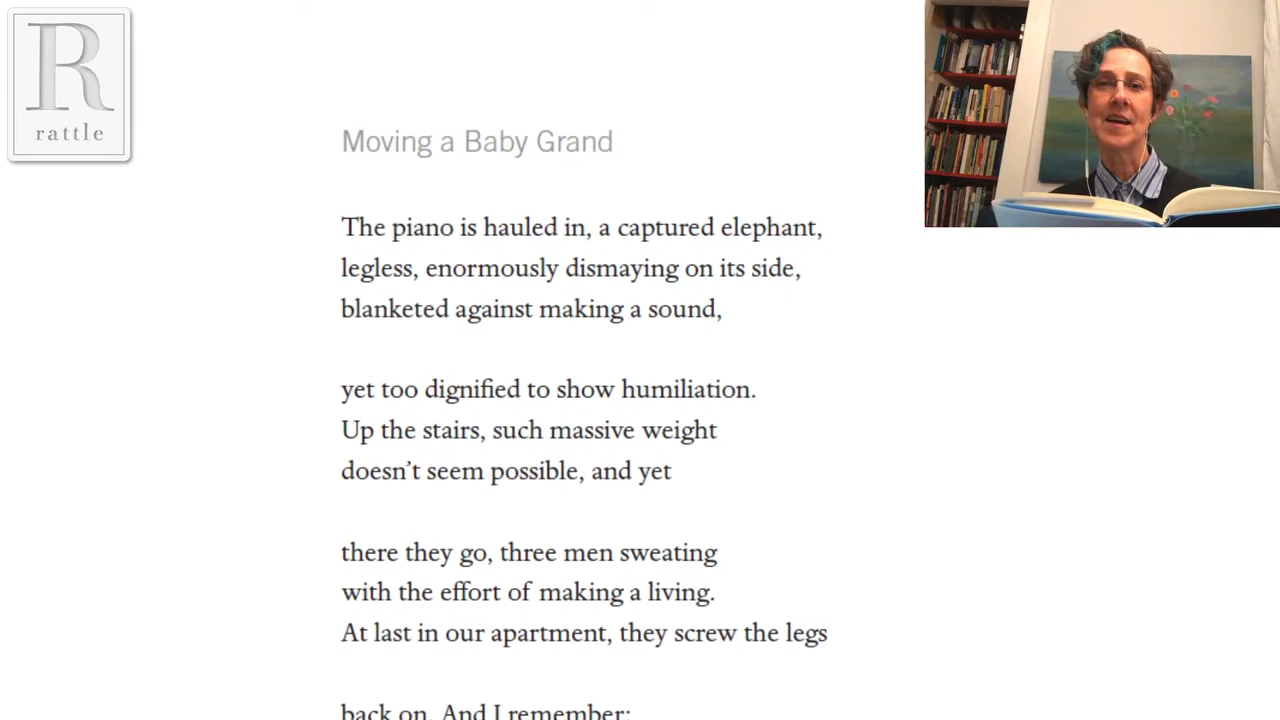 R
rattle
Moving a Baby Grand
The piano is hauled in, a captured elephant,
legless, enormously dismaying on its side,
blanketed against making a sound,
yet too dignified to show humiliation.
Up the stairs, such massive weight
doesn’t seem possible, and yet
there they go, three men sweating
with the effort of making a living.
At last in our apartment, they screw the legs
back on. And I remember: